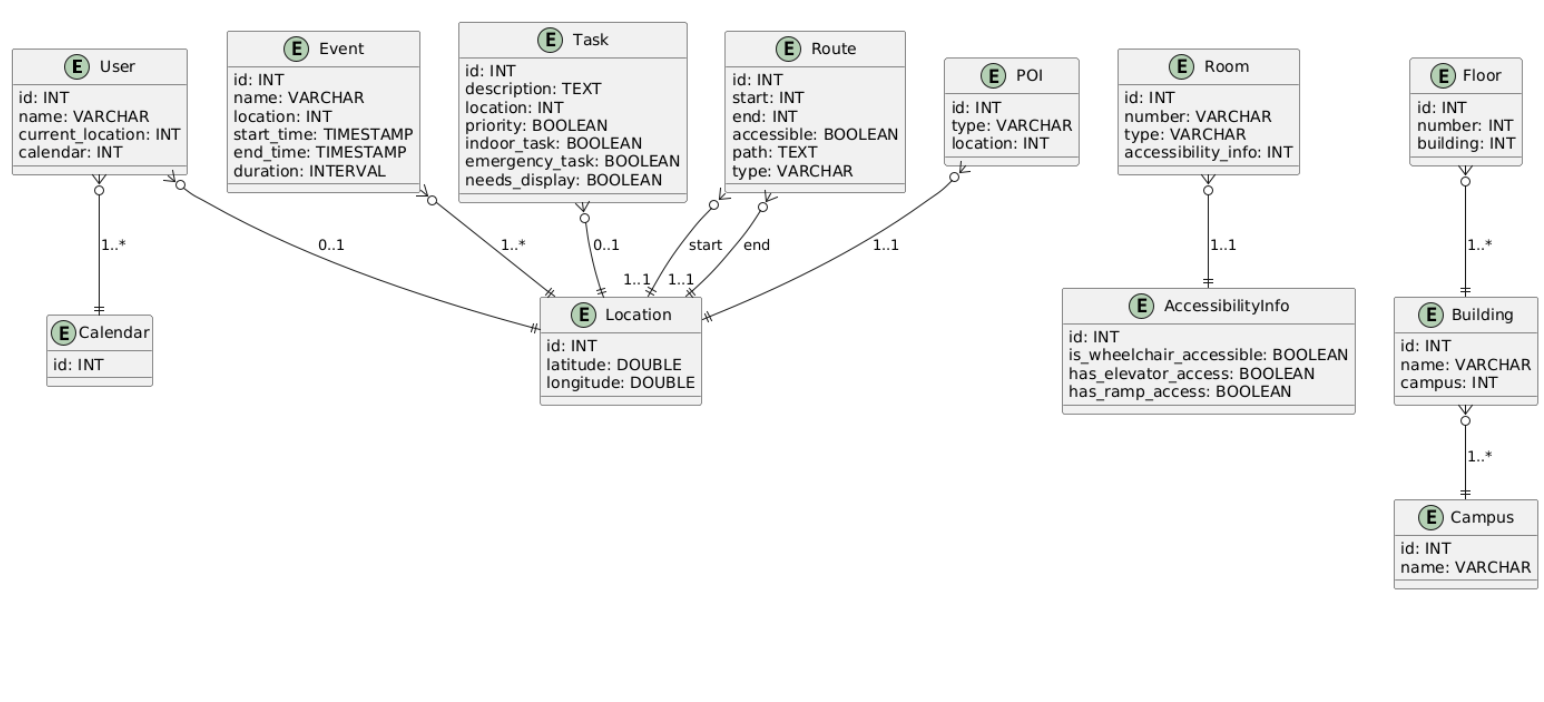 E User
id: INT
name: VARCHAR
current_location: INT
calendar: INT
E Event
id: INT
name: VARCHAR
location: INT
start_time: TIMESTAMP
end_time: TIMESTAMP
duration: INTERVAL
E Task
id: INT
description: TEXT
location: INT
priority: BOOLEAN
indoor_task: BOOLEAN
emergency_task: BOOLEAN
needs_display: BOOLEAN
E Route
id: INT
start: INT
end: INT
accessible: BOOLEAN
path: TEXT
type: VARCHAR
E POI
id: INT
type: VARCHAR
location: INT
E Room
id: INT
number: VARCHAR
type: VARCHAR
accessibility_info: INT
E Floor
id: INT
number: INT
building: INT
1..*
0..1
1..*
0..1
start
end
1..1
1..1
1..1
1..1
1..*
E Calendar
id: INT
E Location
id: INT
latitude: DOUBLE
longitude: DOUBLE
E AccessibilityInfo
id: INT
is_wheelchair_accessible: BOOLEAN
has_elevator_access: BOOLEAN
has_ramp_access: BOOLEAN
E Building
id: INT
name: VARCHAR
campus: INT
1..*
E Campus
id: INT
name: VARCHAR